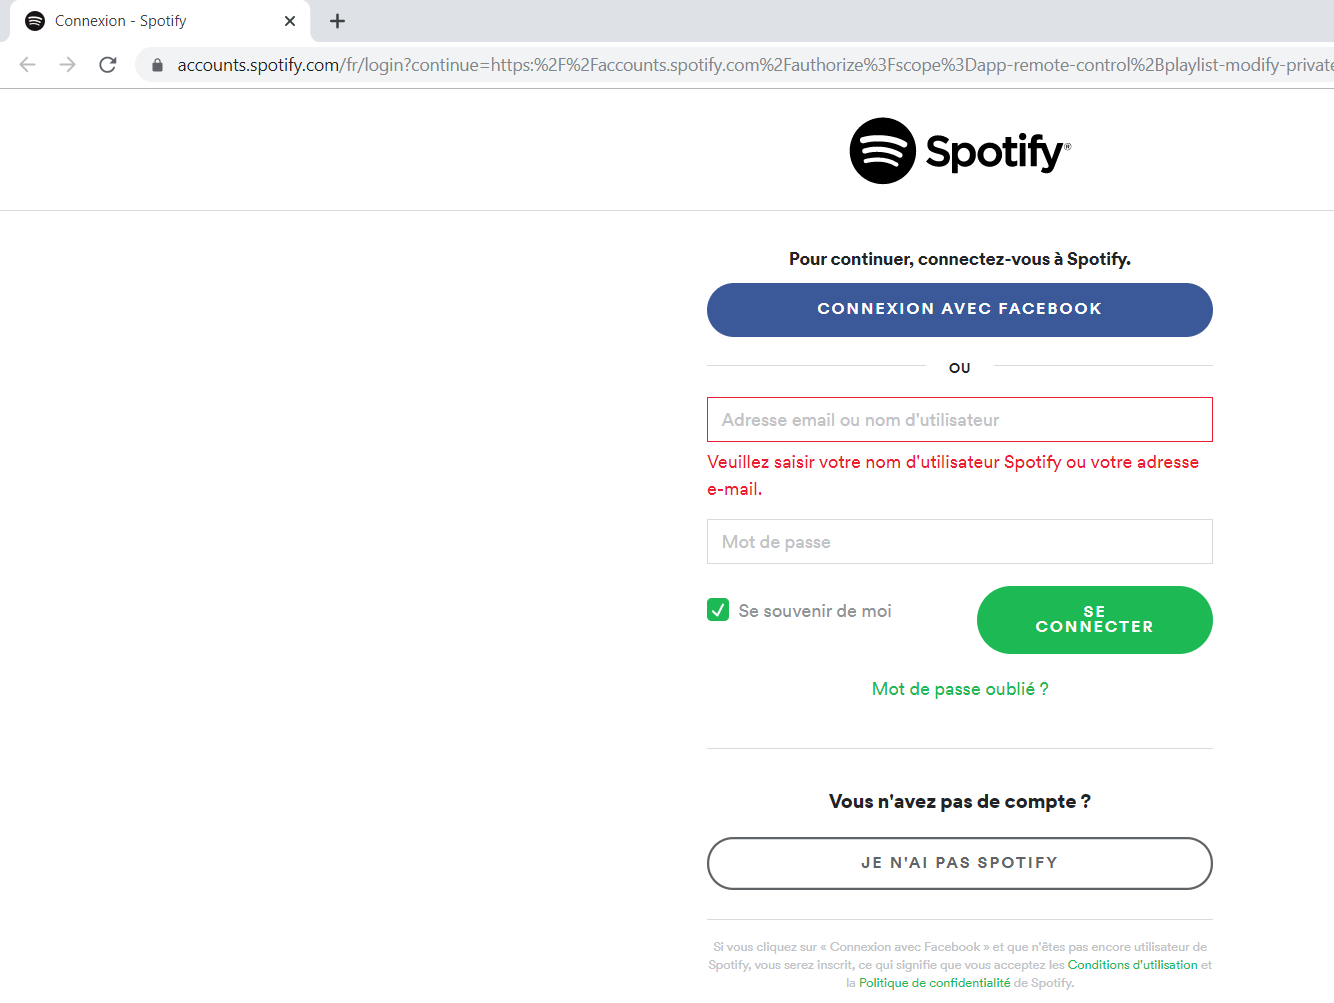 Connexion - Spotify
accounts.spotify.com/fr/login?continue=https:%2F%2Faccounts.spotify.com%2Fauthorize%3Fscope%3Dapp-remote-control%2Bplaylist-modify-private
Spotify®
Pour continuer, connectez-vous à Spotify.
CONNEXION AVEC FACEBOOK
OU
Adresse email ou nom d'utilisateur
Veuillez saisir votre nom d'utilisateur Spotify ou votre adresse
e-mail.
Mot de passe
Se souvenir de moi
SE
CONNECTER
Mot de passe oublié ?
Vous n'avez pas de compte ?
JE N'AI PAS SPOTIFY
Si vous cliquez sur « Connexion avec Facebook » et que n'êtes pas encore utilisateur de
Spotify, vous serez inscrit, ce qui signifie que vous acceptez les Conditions d'utilisation et
la Politique de confidentialité de Spotify.